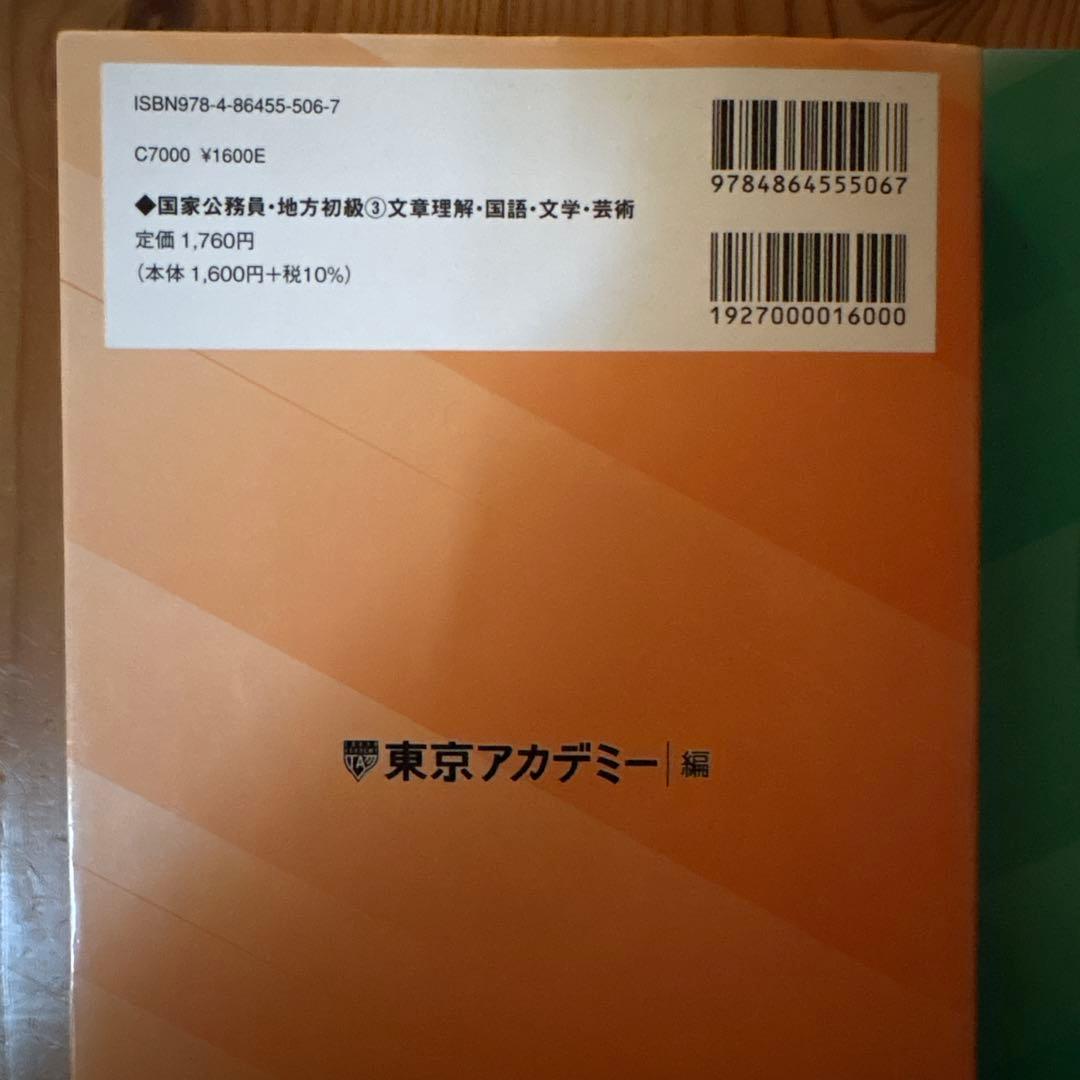 ISBN978-4-86455-506-7
C7000 ¥1600E
◆国家公務員・地方初級③文章理解・国語・文学・芸術
定価1,760円
（本体1,600円＋税10%）
9784864555067
1927000016000
東京アカデミー 編